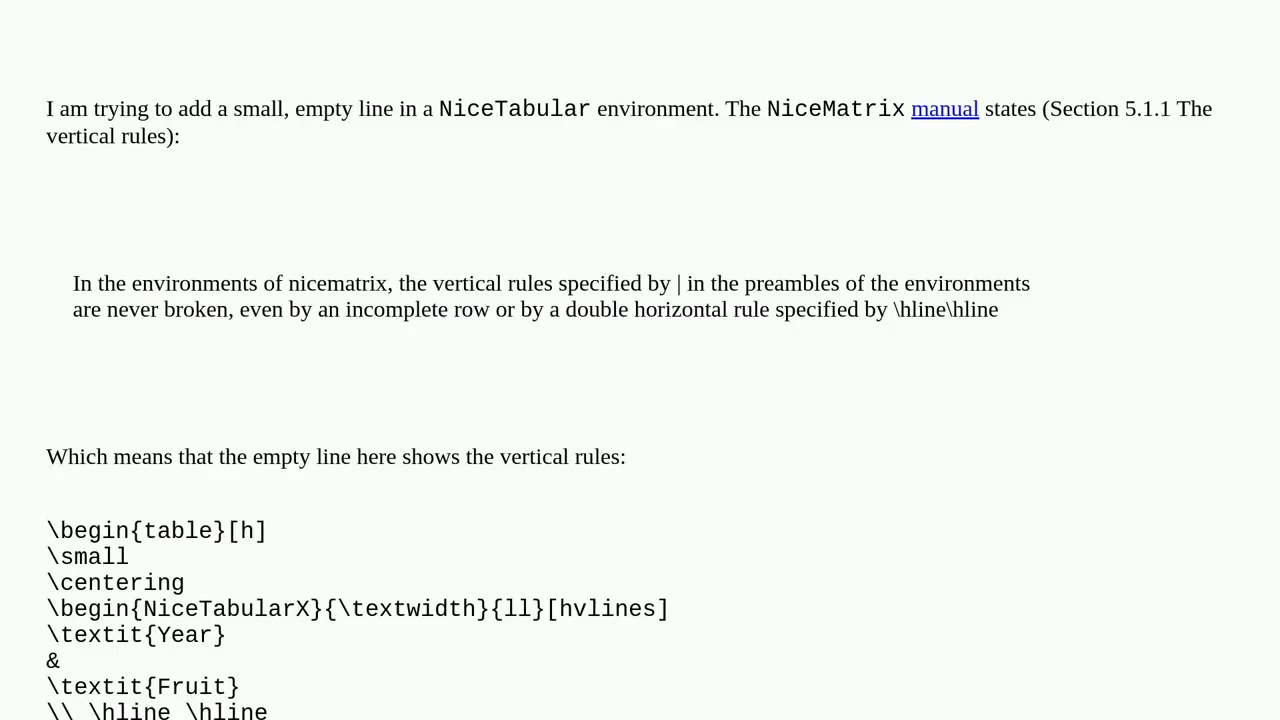 I am trying to add a small, empty line in a NiceTabular environment. The NiceMatrix manual states (Section 5.1.1 The
vertical rules):
In the environments of nicematrix, the vertical rules specified by | in the preambles of the environments
are never broken, even by an incomplete row or by a double horizontal rule specified by \hline\hline
Which means that the empty line here shows the vertical rules:
\begin{table}[h]
\small
\centering
\begin{NiceTabularX}{\textwidth}{ll}[hvlines]
\textit{Year}
&
\textit{Fruit}
\\ \hline \hline